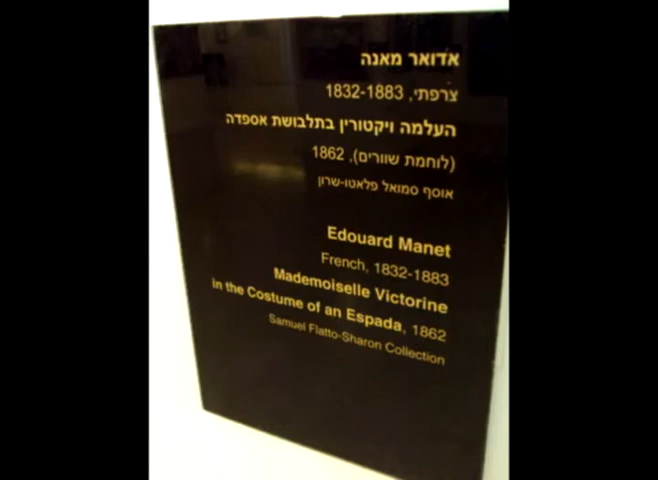 אדואר מאנה
צרפתי, 1832-1883
העלמה ויקטורין בתלבושת אספדה
(לוחמת שוורים), 1862
אוסף סמואל פלאטו-שרון
Edouard Manet
French, 1832-1883
Mademoiselle Victorine
in the Costume of an Espada, 1862
Samuel Flatto-Sharon Collection